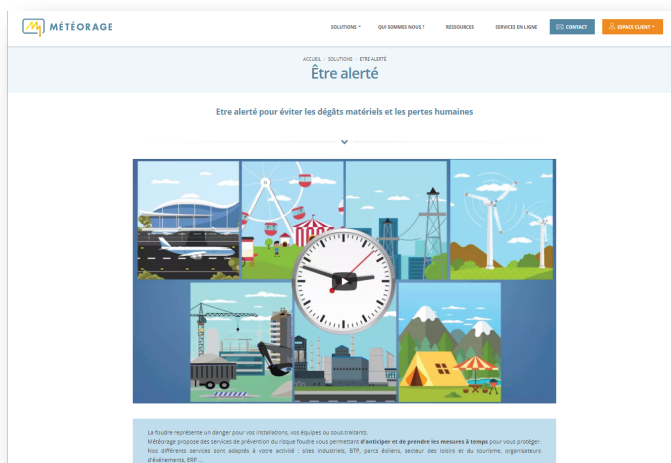 MÉTÉORAGE
SOLUTIONS QUI SOMMES NOUS ? RESSOURCES SERVICES EN LIGNE CONTACT ESPACE CLIENT
ACCUEIL - SOLUTIONS - ETRE ALERTÉ
Être alerté
Etre alerté pour éviter les dégâts matériels et les pertes humaines
La foudre représente un danger pour vos installations, vos équipes ou sous-traitants.
Météorage propose des services de prévention du risque foudre vous permettant d'anticiper et de prendre les mesures à temps pour vous protéger.
Nos différents services sont adaptés à votre activité : sites industriels, BTP, parcs éoliens, secteur des loisirs et du tourisme, organisateurs
d'événements, ERP ...